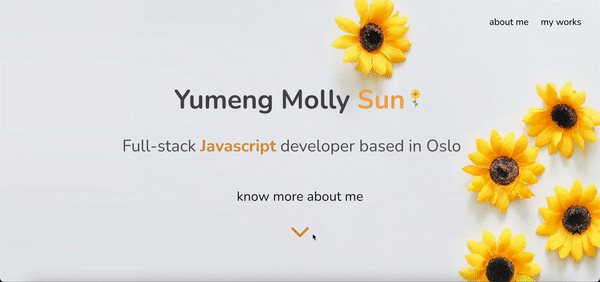 about me my works
Yumeng Molly Sun
Full-stack Javascript developer based in Oslo
know more about me